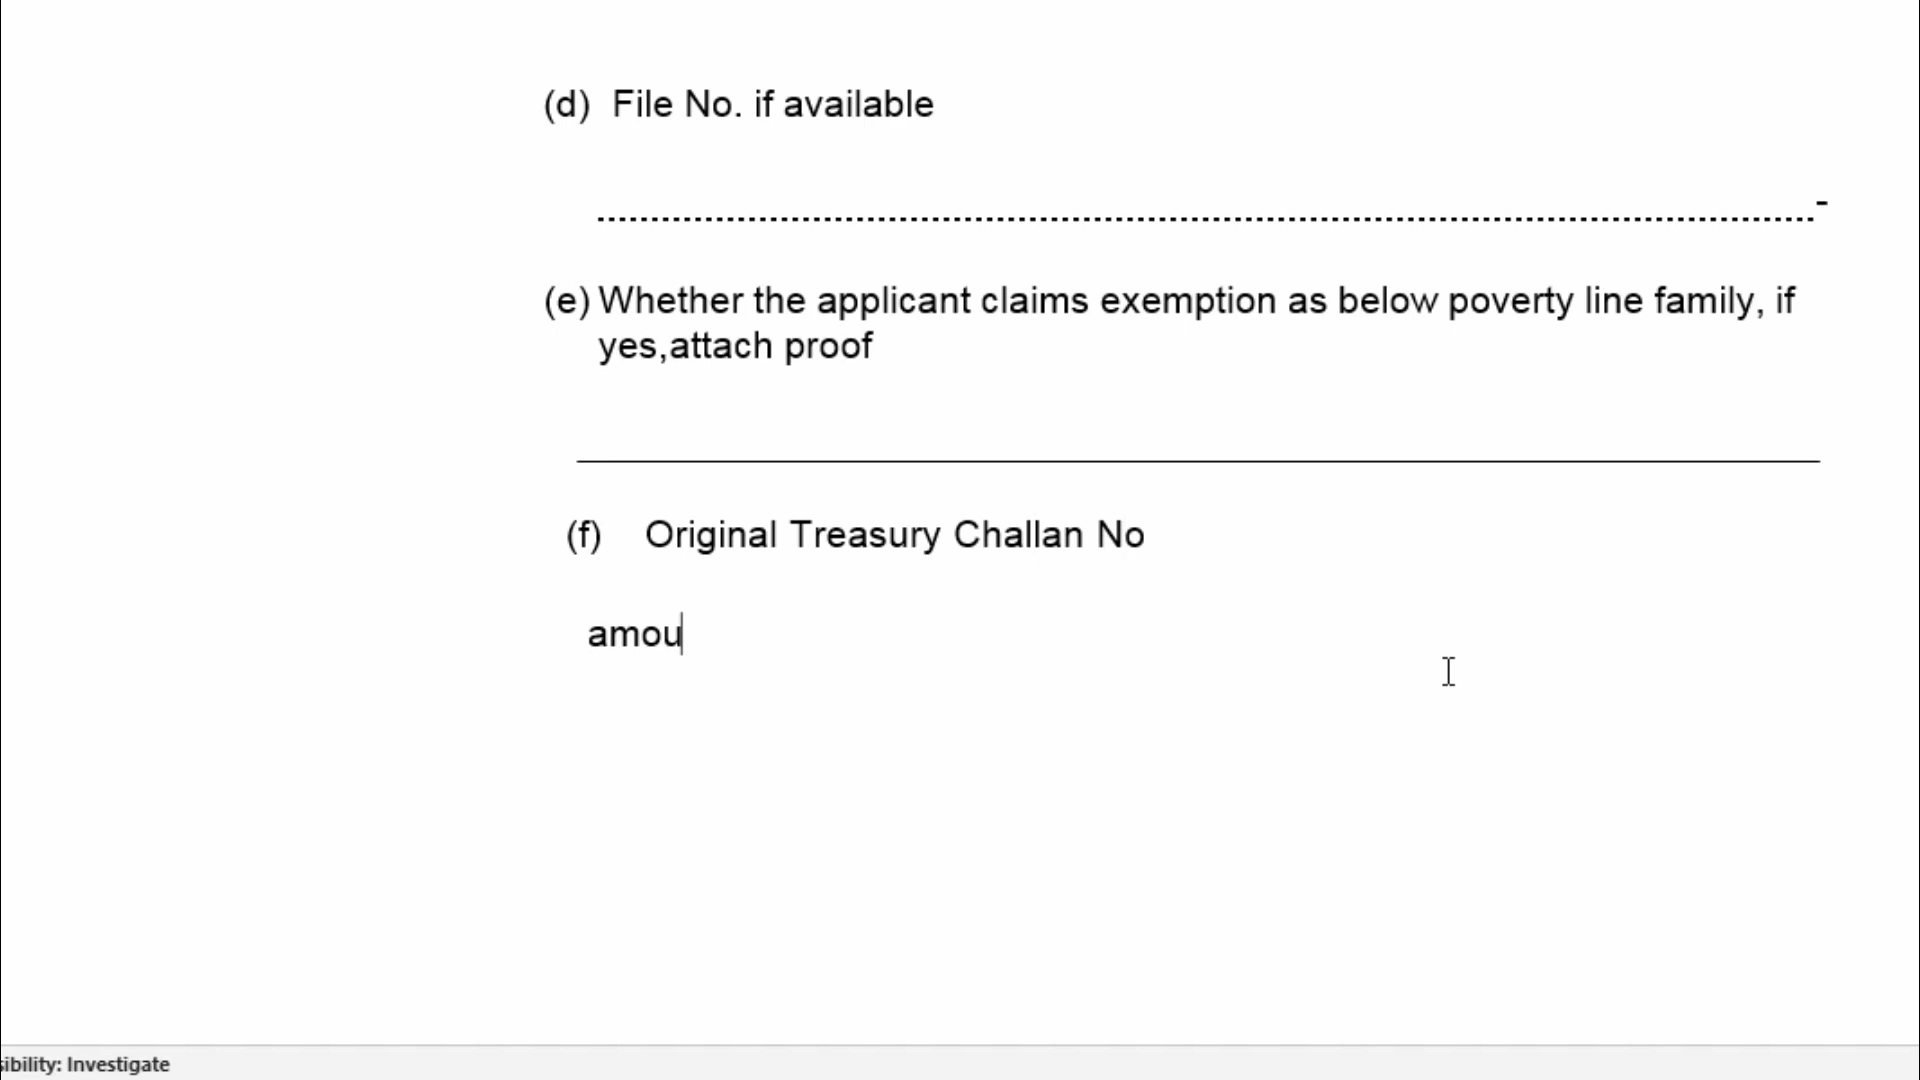 (d) File No. if available
........................................................................................................................-
(e) Whether the applicant claims exemption as below poverty line family, if
yes,attach proof
(f) Original Treasury Challan No
amou
sibility: Investigate